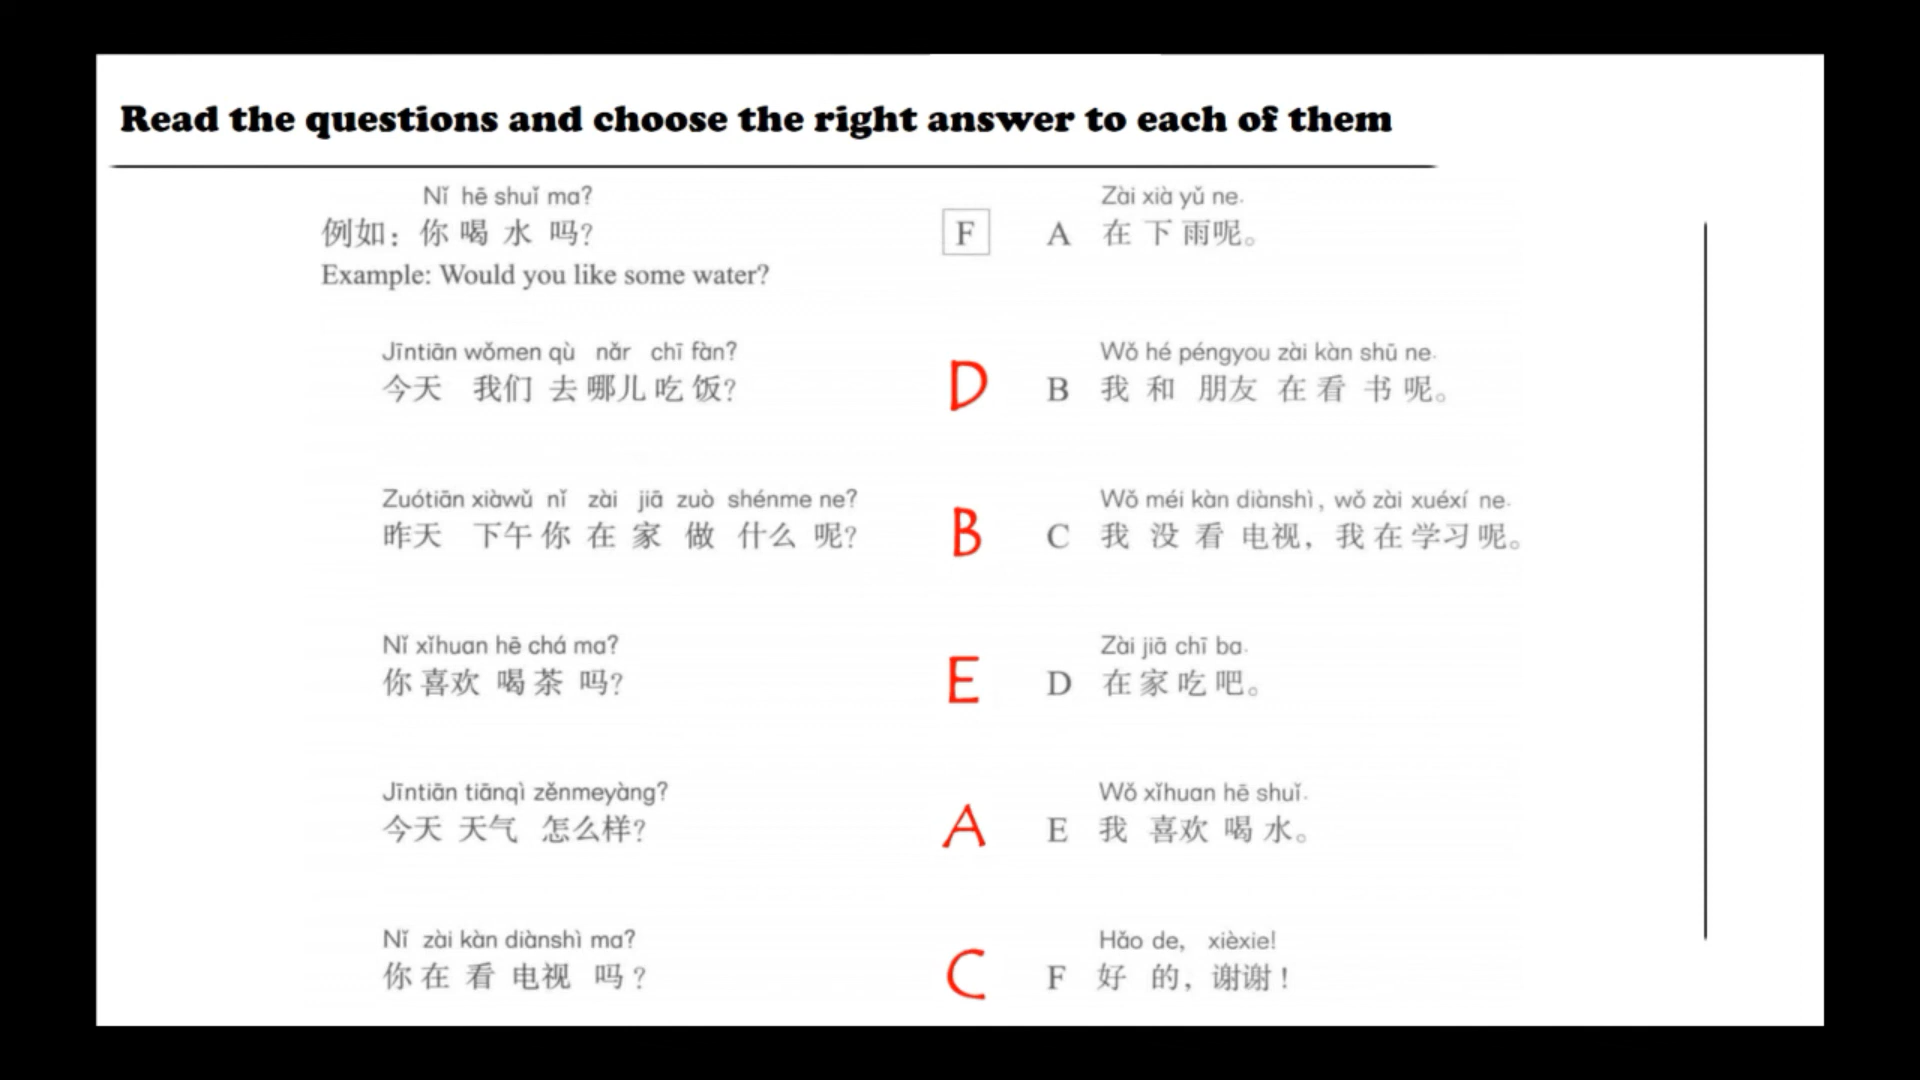 Read the questions and choose the right answer to each of them
Nǐ hē shuǐ ma?
例如：你喝水吗？
Example: Would you like some water?
F
Zài xià yǔ ne.
A 在下雨呢。
Jīntiān wǒmen qù nǎr chī fàn?
今天我们去哪儿吃饭？
D
Wǒ hé péngyou zài kàn shū ne.
B 我和朋友在看书呢。
Zuótiān xiàwǔ nǐ zài jiā zuò shénme ne?
昨天下午你在家做什么呢？
B
Wǒ méi kàn diànshì, wǒ zài xuéxí ne.
C 我没看电视，我在学习呢。
Nǐ xǐhuan hē chá ma?
你喜欢喝茶吗？
E
Zài jiā chī ba.
D 在家吃吧。
Jīntiān tiānqì zěnmeyàng?
今天天气怎么样？
A
Wǒ xǐhuan hē shuǐ.
E 我喜欢喝水。
Nǐ zài kàn diànshì ma?
你在看电视吗？
C
Hǎo de, xièxie!
F 好的，谢谢！